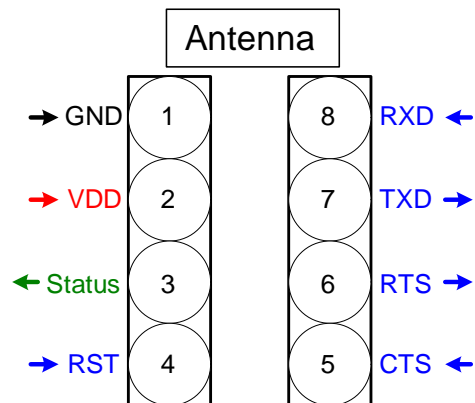 Antenna
GND 1 8 RXD
VDD 2 7 TXD
Status 3 6 RTS
RST 4 5 CTS